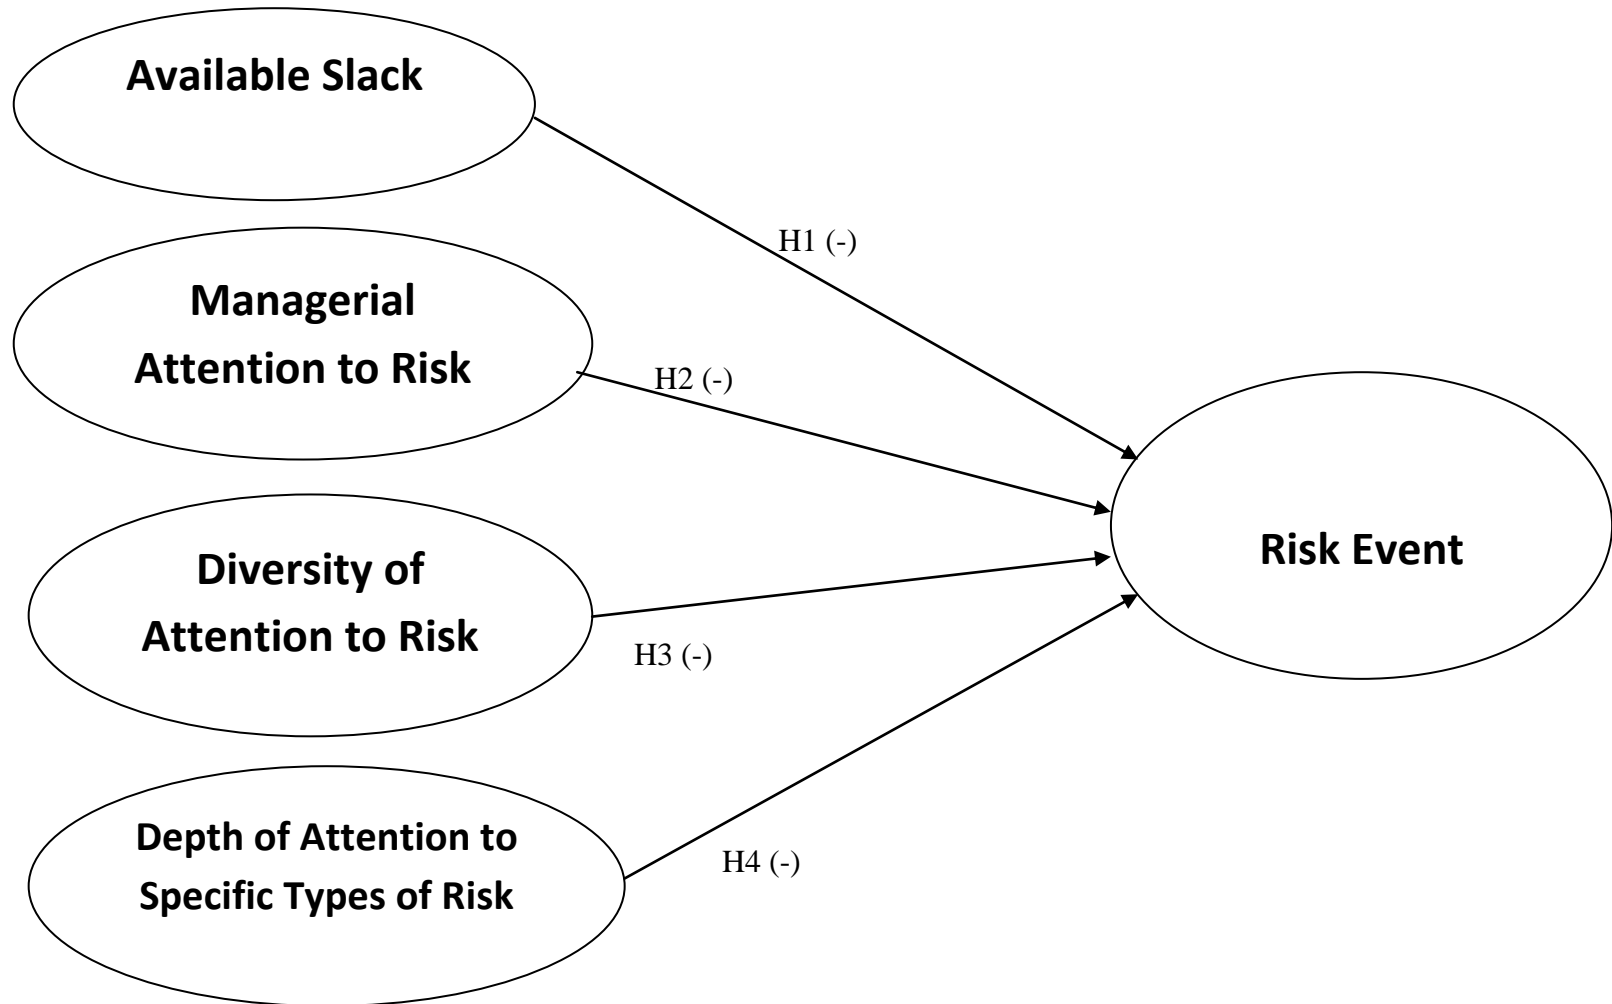 Available Slack
H1 (-)
Managerial
Attention to Risk
H2 (-)
Diversity of
Attention to Risk
H3 (-)
Risk Event
Depth of Attention to
Specific Types of Risk
H4 (-)